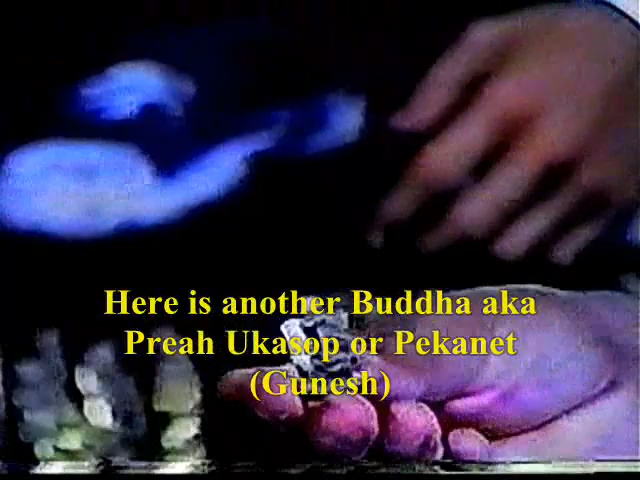 Here is another Buddha aka
Preah Ukasop or Pekanet
(Gunesh)